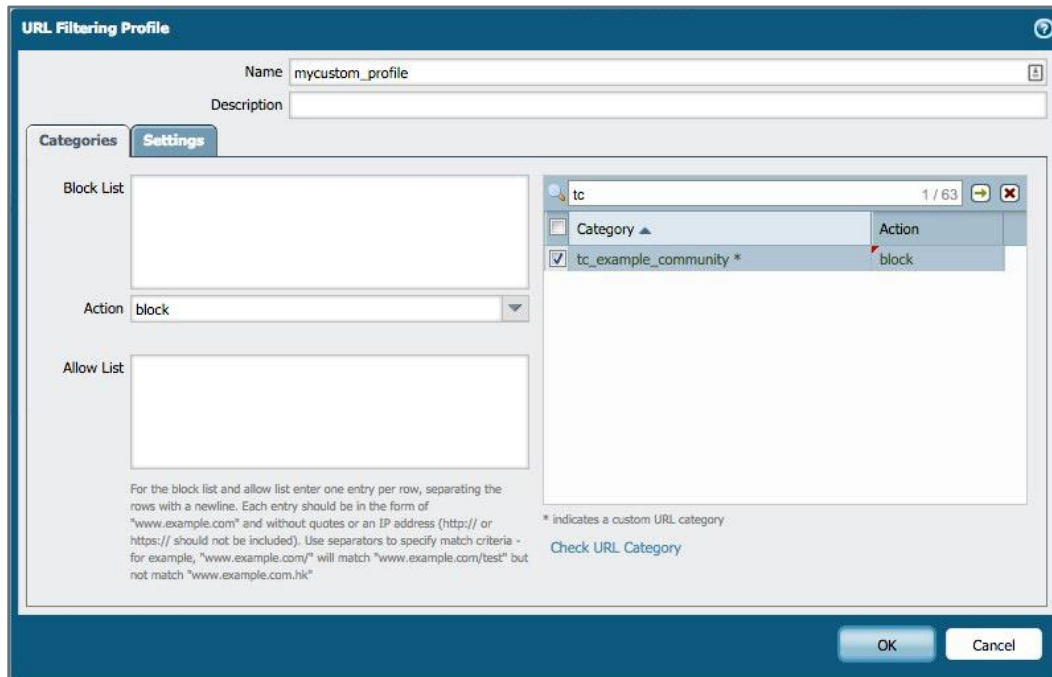 URL Filtering Profile
Name mycustom_profile
Description
Categories Settings
Block List
Action block
Allow List
For the block list and allow list enter one entry per row, separating the
rows with a newline. Each entry should be in the form of
"www.example.com" and without quotes or an IP address (http:// or
https:// should not be included). Use separators to specify match criteria -
for example, "www.example.com/" will match "www.example.com/test" but
not match "www.example.com.hk"
tc 1 / 63
Category Action
tc_example_community * block
* indicates a custom URL category
Check URL Category
OK Cancel